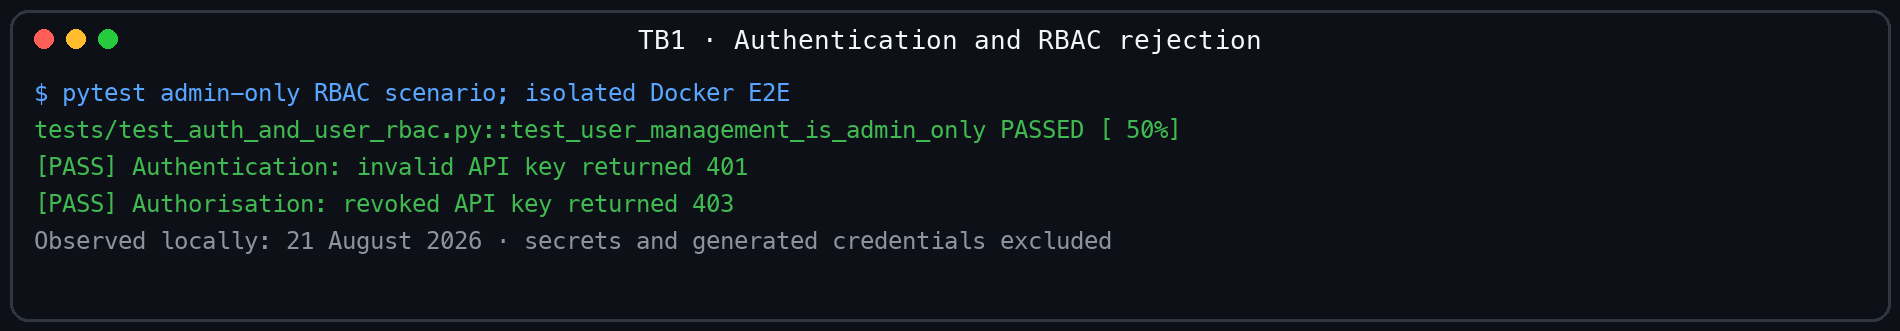 TB1 · Authentication and RBAC rejection
$ pytest admin−only RBAC scenario; isolated Docker E2E
tests/test_auth_and_user_rbac.py::test_user_management_is_admin_only PASSED [ 50%]
[PASS] Authentication: invalid API key returned 401
[PASS] Authorisation: revoked API key returned 403
Observed locally: 21 August 2026 · secrets and generated credentials excluded